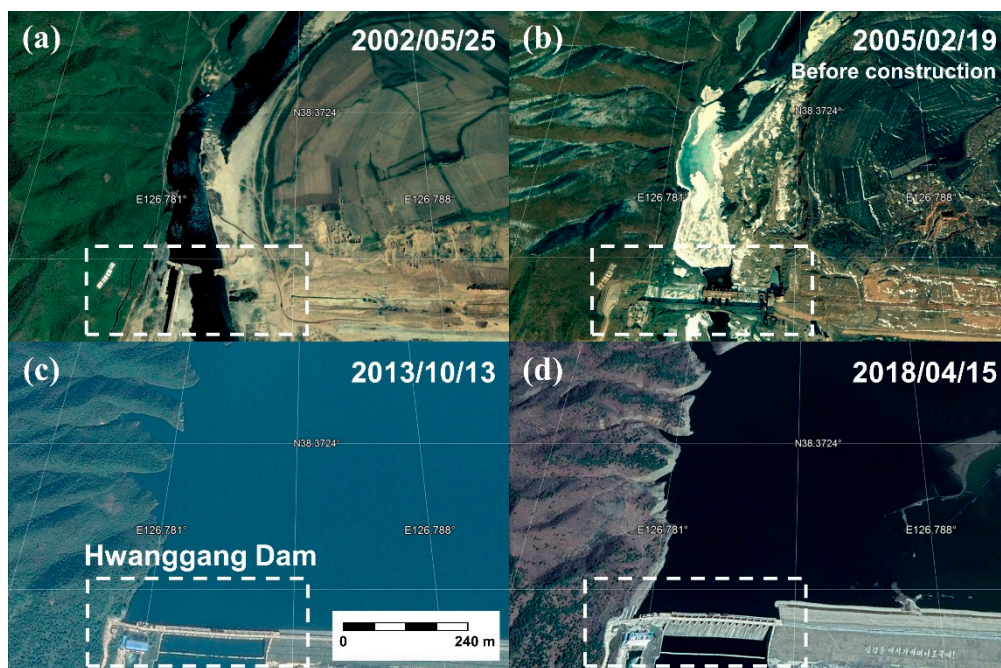 (a)
2002/05/25
N38.3724°
E126.781°
E126.788°
(b)
2005/02/19
Before construction
N38.3724°
E126.781°
E126.788°
(c)
2013/10/13
N38.3724°
E126.781°
E126.788°
Hwanggang Dam
0
240 m
(d)
2018/04/15
N38.3724°
E126.781°
E126.788°